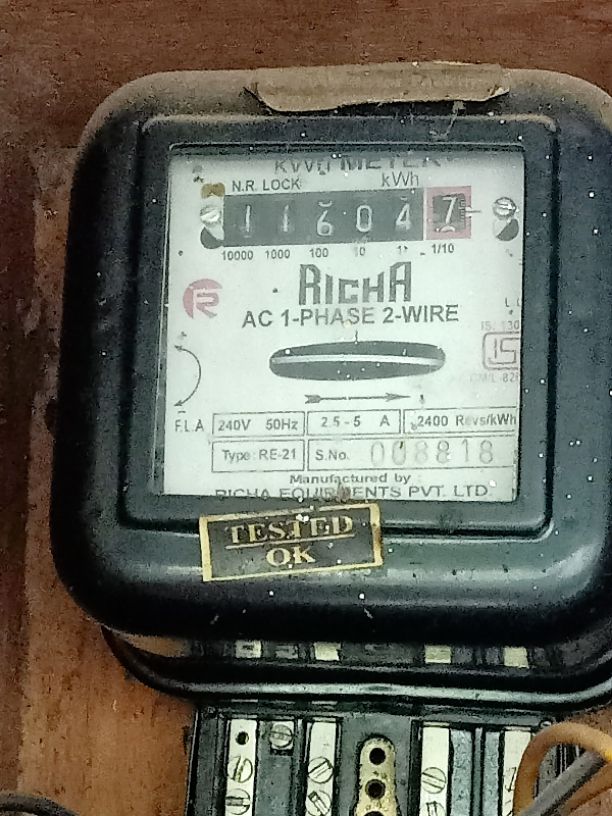 kWh METER
N.R. LOCK kWh
1 1 6 0 4 7
10000 1000 100 10 1 1/10
RICHA
R
AC 1-PHASE 2-WIRE
F.L.A
240V 50Hz 2.5 - 5 A 2400 Revs/kWh
Type: RE-21 S.No. 008818
Manufactured by
RICHA EQUIPMENTS PVT. LTD.
TESTED
OK